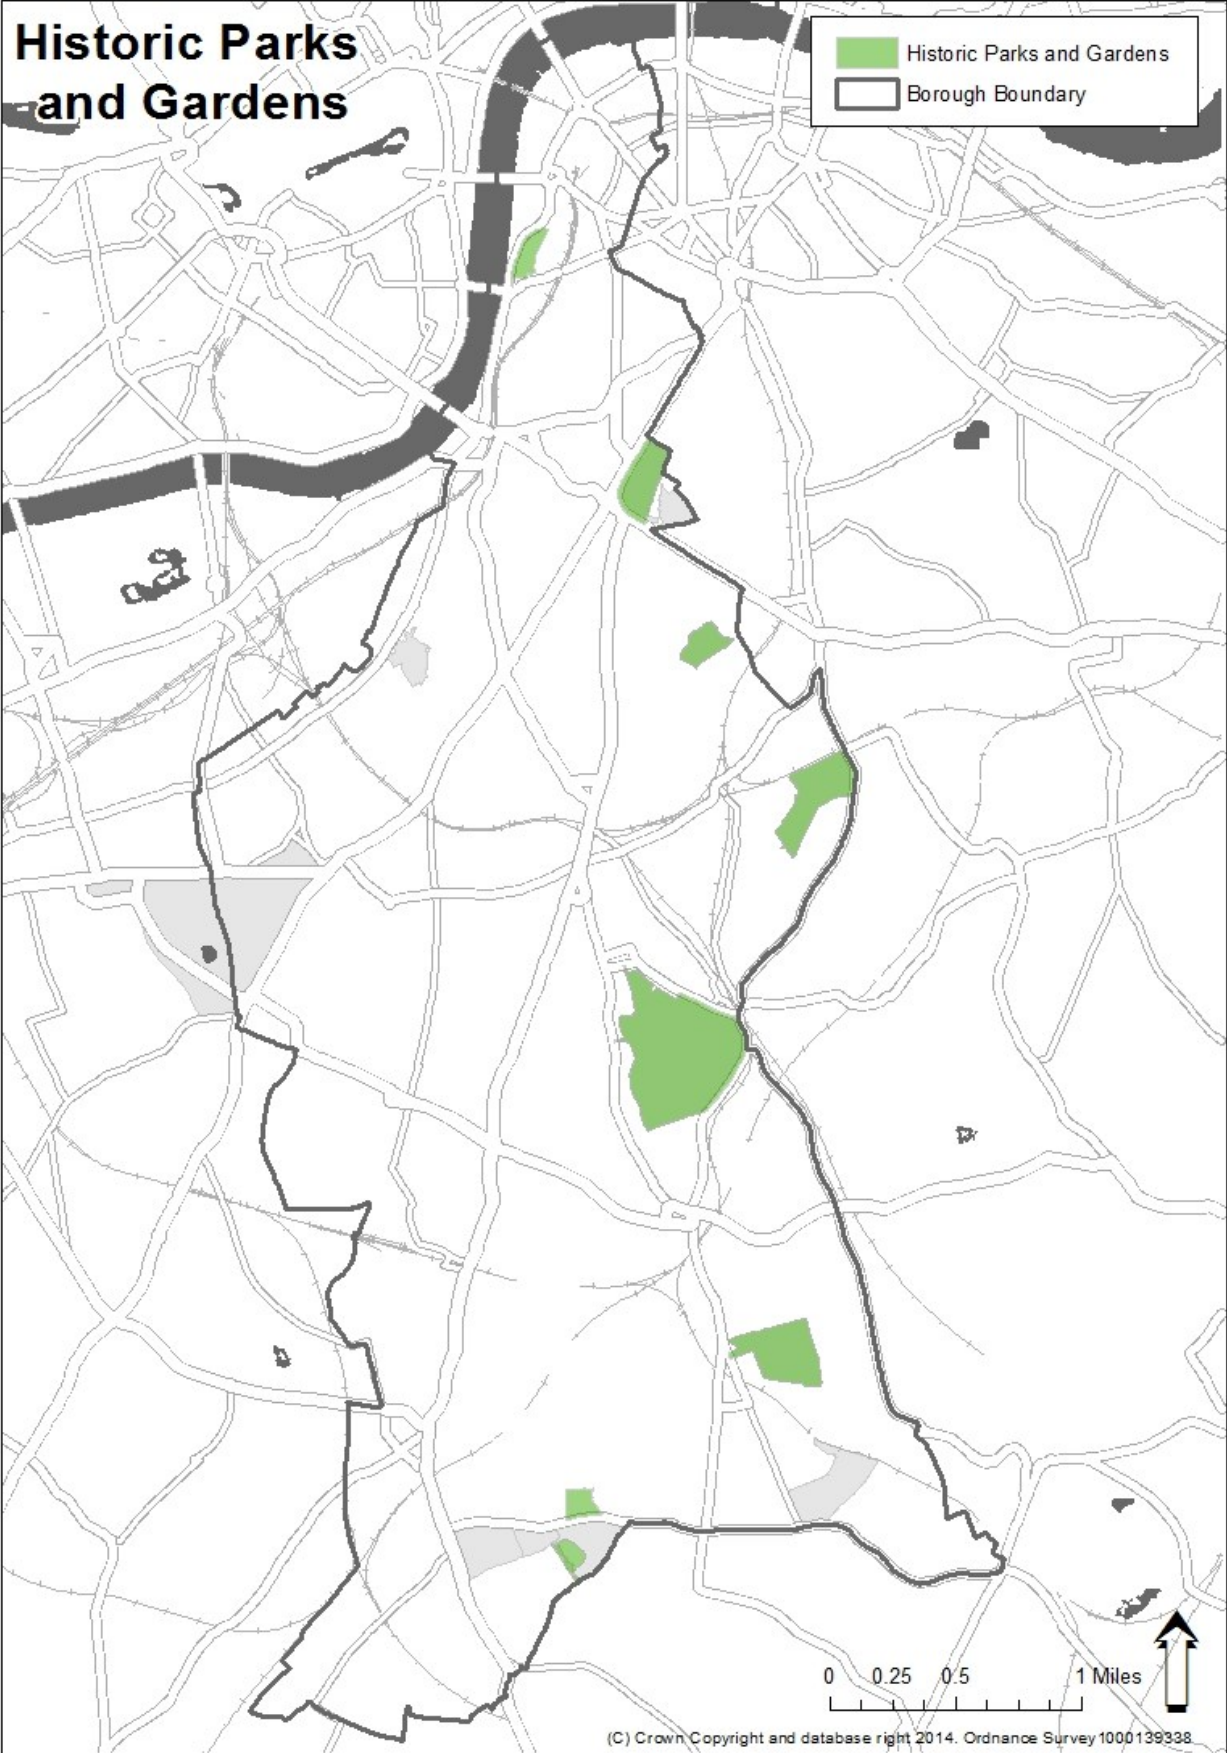 Historic Parks
and Gardens
Historic Parks and Gardens
Borough Boundary
0 0.25 0.5 1 Miles
(C) Crown Copyright and database right 2014. Ordnance Survey 1000139338